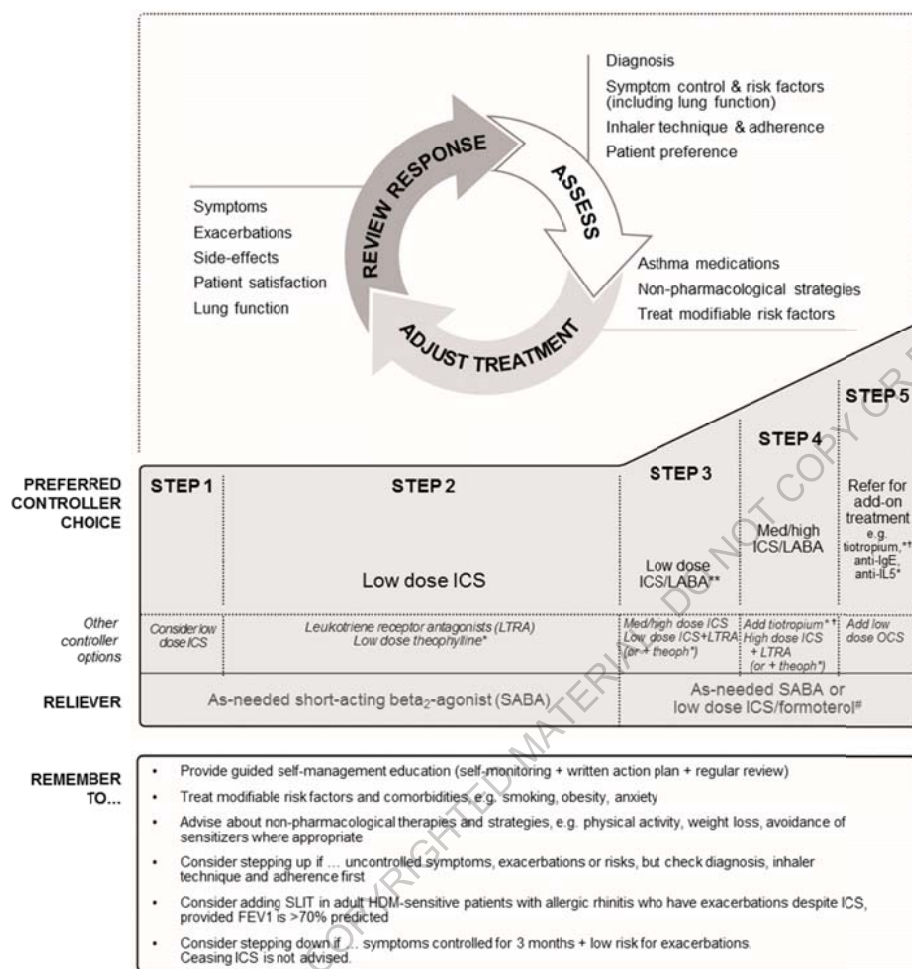 Diagnosis
Symptom control & risk factors
(including lung function)
Inhaler technique & adherence
Patient preference
REVIEW RESPONSE
ASSESS
ADJUST TREATMENT
Symptoms
Exacerbations
Side-effects
Patient satisfaction
Lung function
Asthma medications
Non-pharmacological strategies
Treat modifiable risk factors
PREFERRED
CONTROLLER
CHOICE
STEP 1
STEP 2
Low dose ICS
STEP 3
Low dose
ICS/LABA**
STEP 4
Med/high
ICS/LABA
STEP 5
Refer for
add-on
treatment
e.g.
tiotropium,*†
anti-IgE,
anti-IL5*
Other
controller
options
Consider low
dose ICS
Leukotriene receptor antagonists (LTRA)
Low dose theophylline*
Med/high dose ICS
Low dose ICS+LTRA
(or + theoph*)
Add tiotropium*†
High dose ICS
+ LTRA
(or + theoph*)
Add low
dose OCS
RELIEVER
As-needed short-acting beta2-agonist (SABA)
As-needed SABA or
low dose ICS/formoterol#
REMEMBER
TO...
• Provide guided self-management education (self-monitoring + written action plan + regular review)
• Treat modifiable risk factors and comorbidities, e.g. smoking, obesity, anxiety
• Advise about non-pharmacological therapies and strategies, e.g. physical activity, weight loss, avoidance of
sensitizers where appropriate
• Consider stepping up if … uncontrolled symptoms, exacerbations or risks, but check diagnosis, inhaler
technique and adherence first
• Consider adding SLIT in adult HDM-sensitive patients with allergic rhinitis who have exacerbations despite ICS,
provided FEV1 is >70% predicted
• Consider stepping down if … symptoms controlled for 3 months + low risk for exacerbations.
Ceasing ICS is not advised.
COPYRIGHTED MATERIAL DO NOT COPY OR